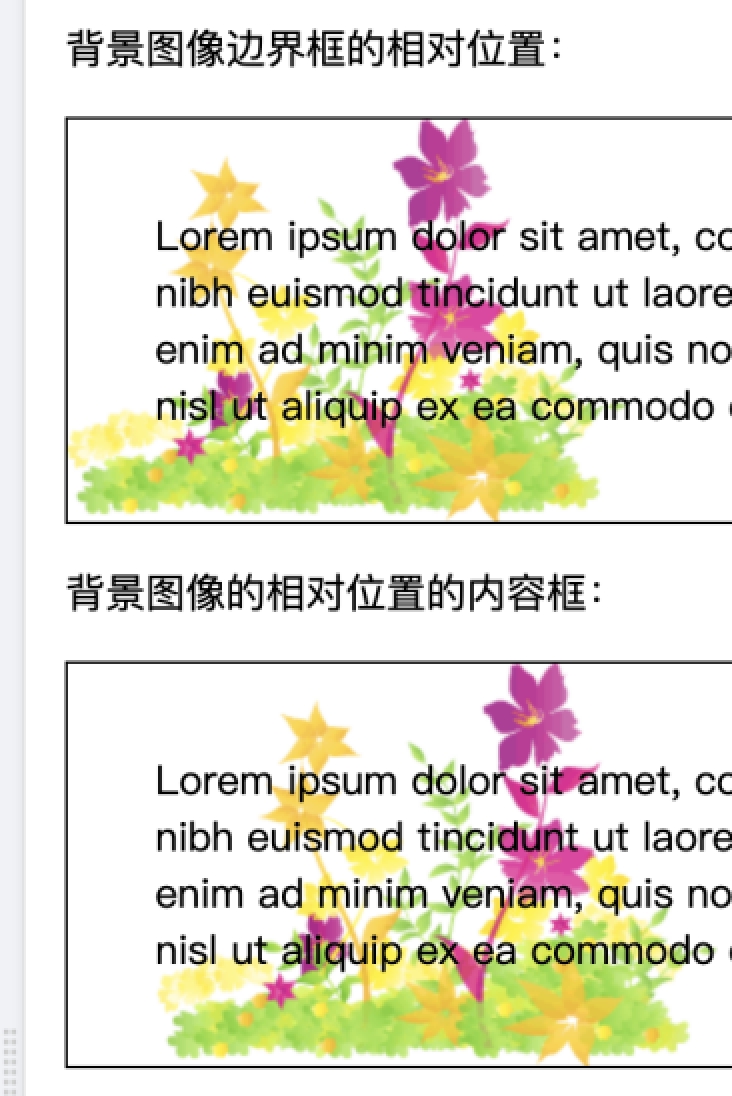 背景图像边界框的相对位置：
Lorem ipsum dolor sit amet, co
nibh euismod tincidunt ut laore
enim ad minim veniam, quis no
nisl ut aliquip ex ea commodo
背景图像的相对位置的内容框：
Lorem ipsum dolor sit amet, co
nibh euismod tincidunt ut laore
enim ad minim veniam, quis no
nisl ut aliquip ex ea commodo